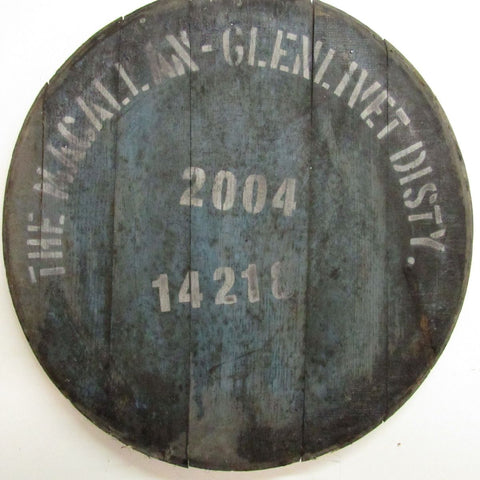 THE MACALLAN-GLENLIVET DISTY.
2004
14218